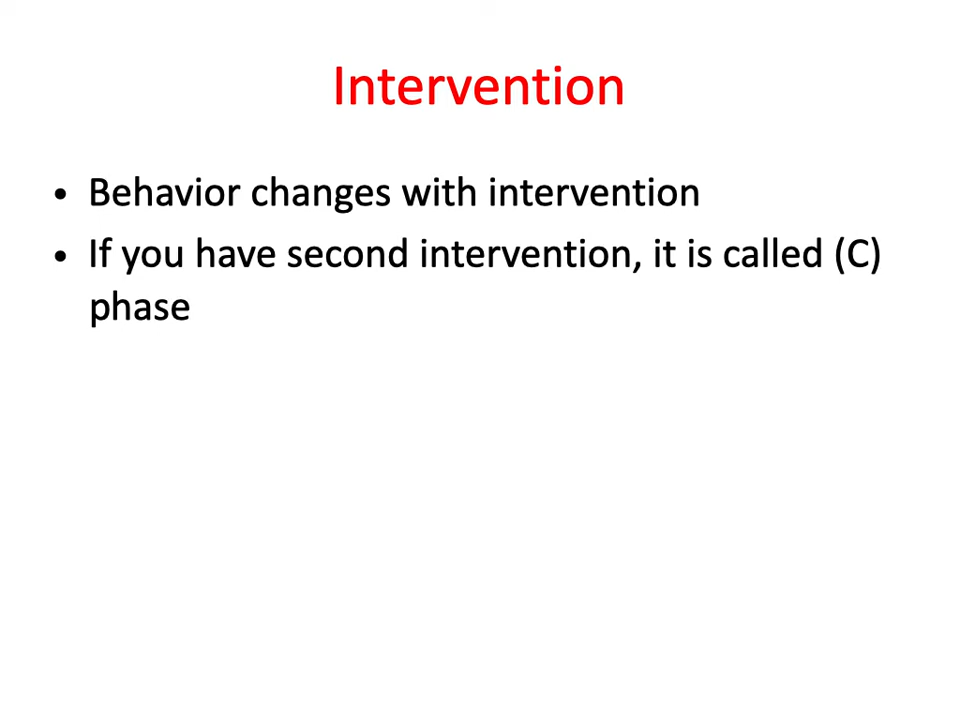 Intervention
• Behavior changes with intervention
• If you have second intervention, it is called (C)
phase